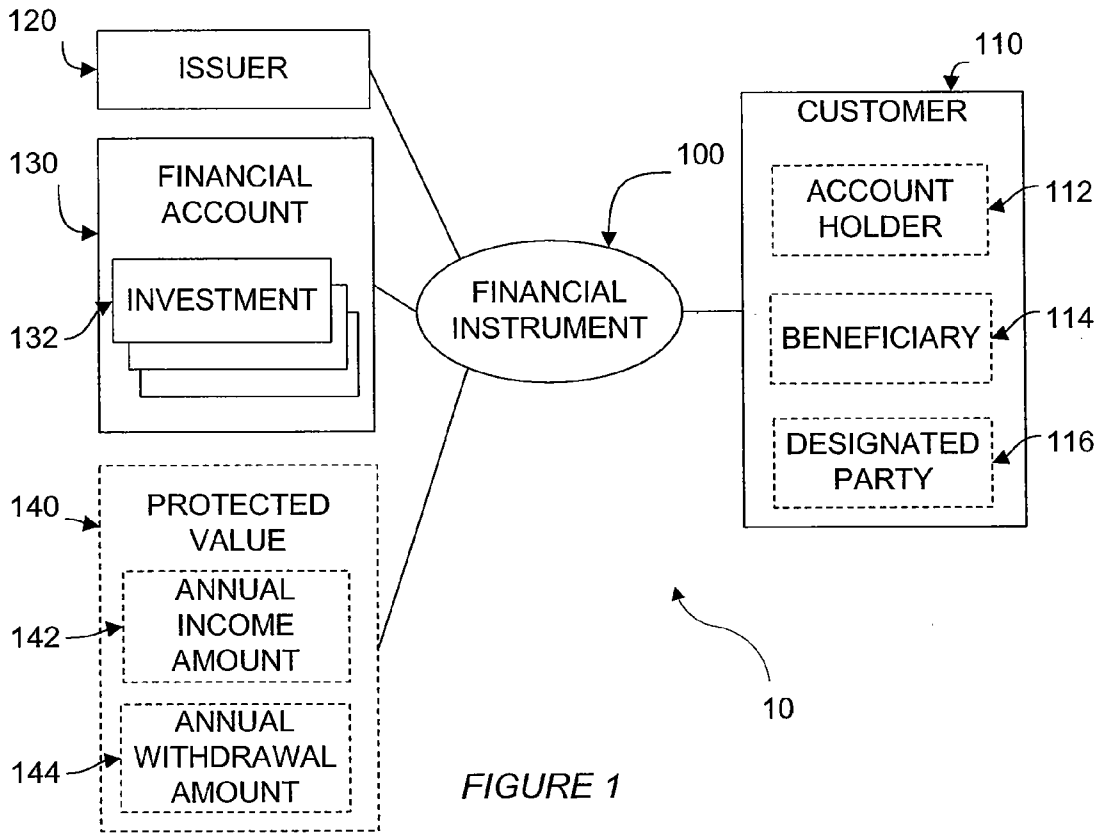 120
ISSUER
130
FINANCIAL
ACCOUNT
INVESTMENT
132
140
PROTECTED
VALUE
ANNUAL
INCOME
AMOUNT
142
ANNUAL
WITHDRAWAL
AMOUNT
144
100
FINANCIAL
INSTRUMENT
110
CUSTOMER
ACCOUNT
HOLDER
112
BENEFICIARY
114
DESIGNATED
PARTY
116
10
FIGURE 1